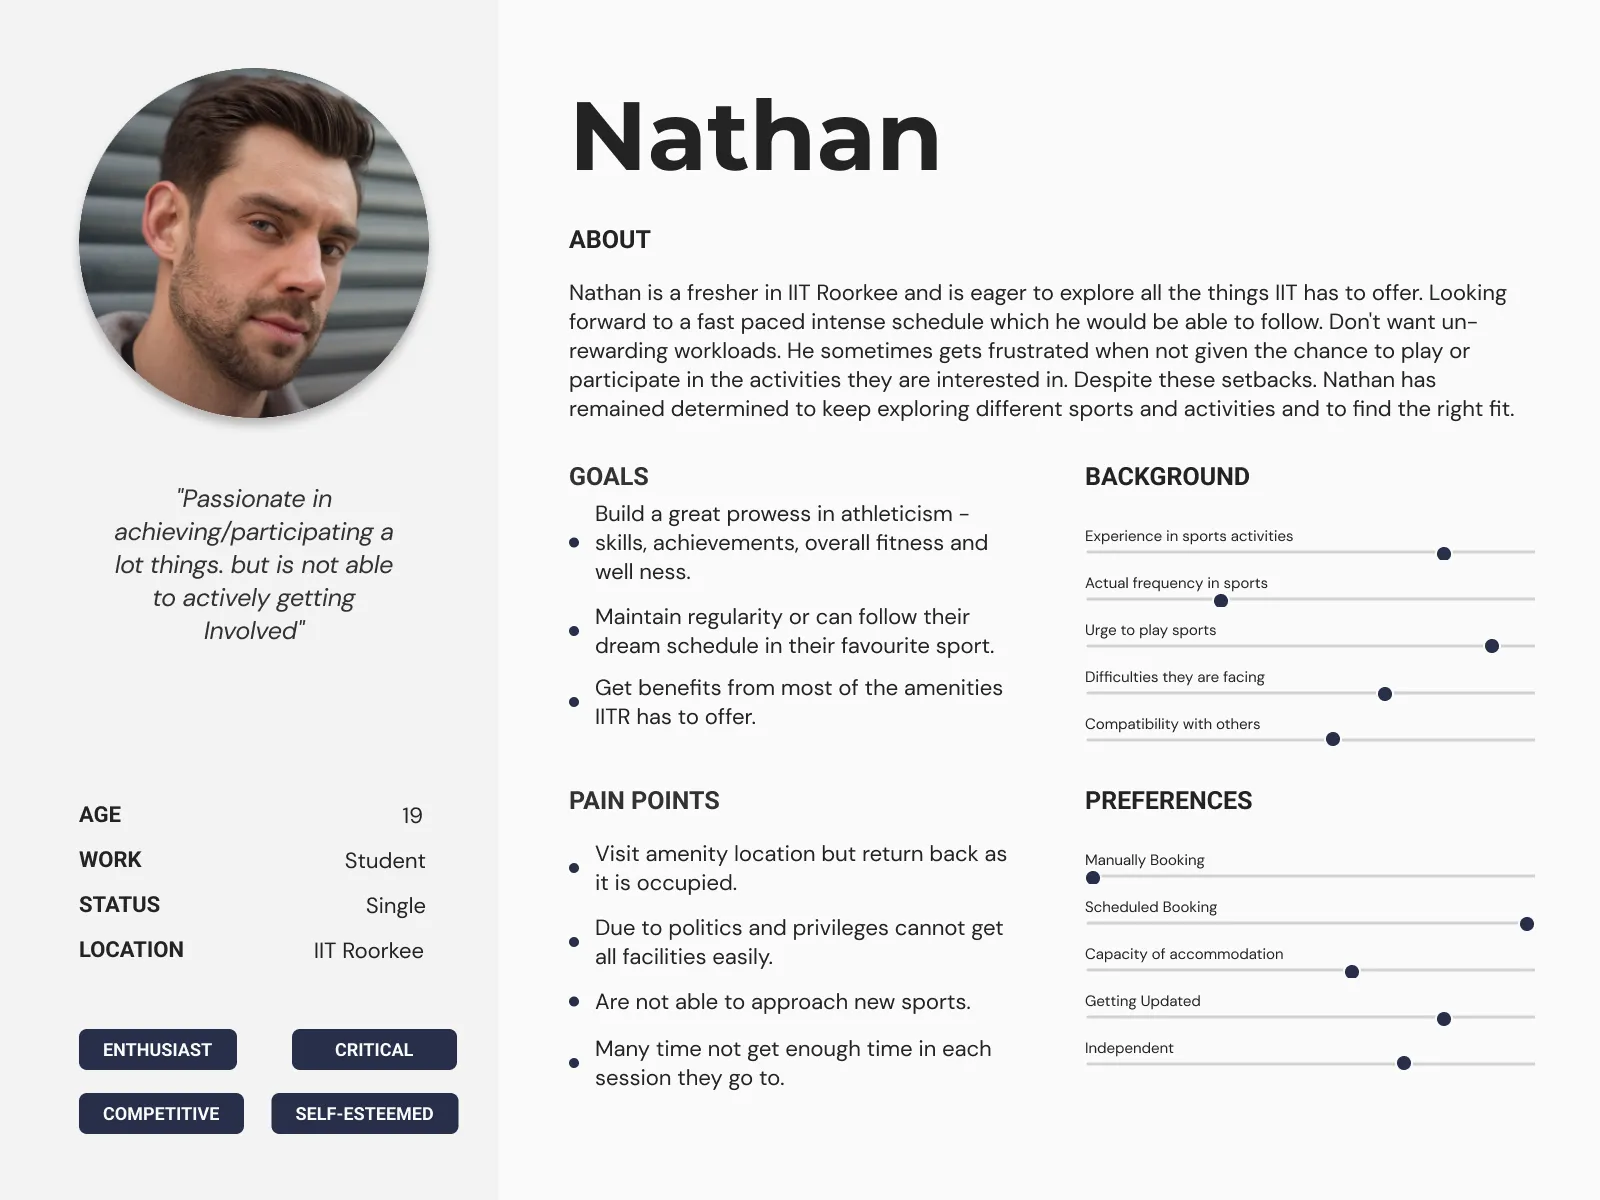 Nathan
ABOUT
Nathan is a fresher in IIT Roorkee and is eager to explore all the things IIT has to offer. Looking
forward to a fast paced intense schedule which he would be able to follow. Don't want un-
rewarding workloads. He sometimes gets frustrated when not given the chance to play or
participate in the activities they are interested in. Despite these setbacks. Nathan has
remained determined to keep exploring different sports and activities and to find the right fit.
"Passionate in
achieving/participating a
lot things. but is not able
to actively getting
Involved"
AGE 19
WORK Student
STATUS Single
LOCATION IIT Roorkee
ENTHUSIAST CRITICAL
COMPETITIVE SELF-ESTEEMED
GOALS
Build a great prowess in athleticism -
skills, achievements, overall fitness and
well ness.
Maintain regularity or can follow their
dream schedule in their favourite sport.
Get benefits from most of the amenities
IITR has to offer.
BACKGROUND
Experience in sports activities
Actual frequency in sports
Urge to play sports
Difficulties they are facing
Compatibility with others
PAIN POINTS
Visit amenity location but return back as
it is occupied.
Due to politics and privileges cannot get
all facilities easily.
Are not able to approach new sports.
Many time not get enough time in each
session they go to.
PREFERENCES
Manually Booking
Scheduled Booking
Capacity of accommodation
Getting Updated
Independent